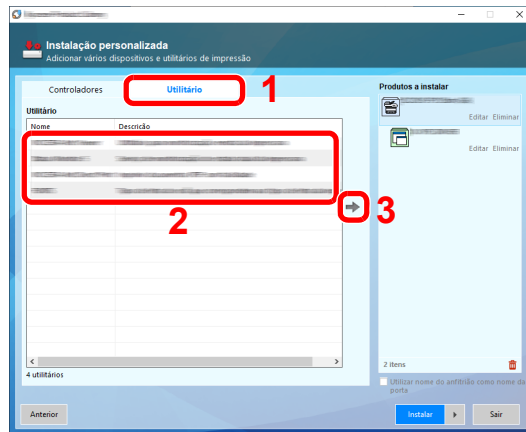 Instalação personalizada
Adicionar vários dispositivos e utilitários de impressão
Controladores
Utilitário
1
Utilitário
Nome
Descrição
2
3
4 utilitários
Produtos a instalar
Editar Eliminar
Editar Eliminar
2 itens
Utilizar nome do anfitrião como nome da
porta
Anterior
Instalar
Sair